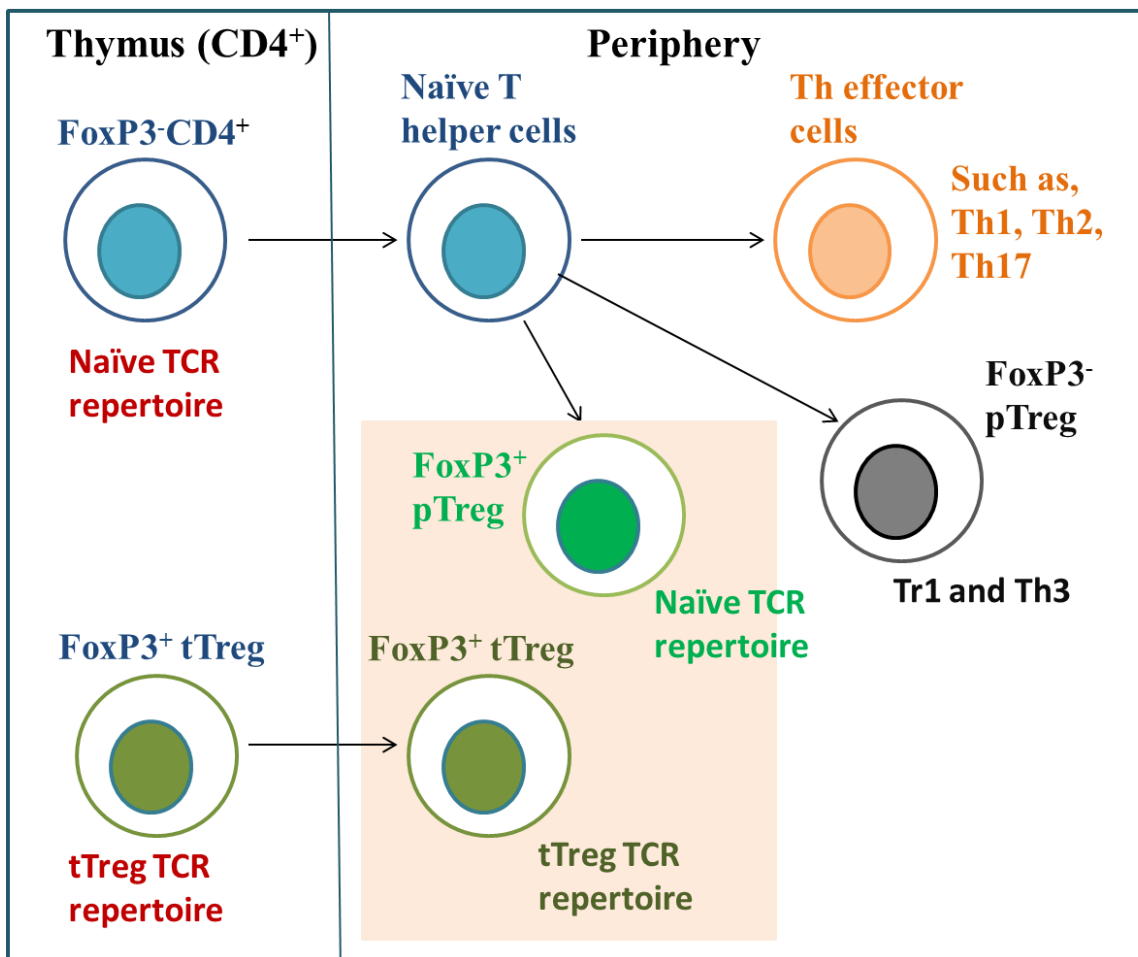 Thymus (CD4⁺)
Periphery
FoxP3⁻CD4⁺
Naïve TCR
repertoire
Naïve T
helper cells
Th effector
cells
Such as,
Th1, Th2,
Th17
FoxP3⁻
pTreg
Tr1 and Th3
FoxP3⁺
pTreg
Naïve TCR
repertoire
FoxP3⁺ tTreg
tTreg TCR
repertoire
FoxP3⁺ tTreg
tTreg TCR
repertoire